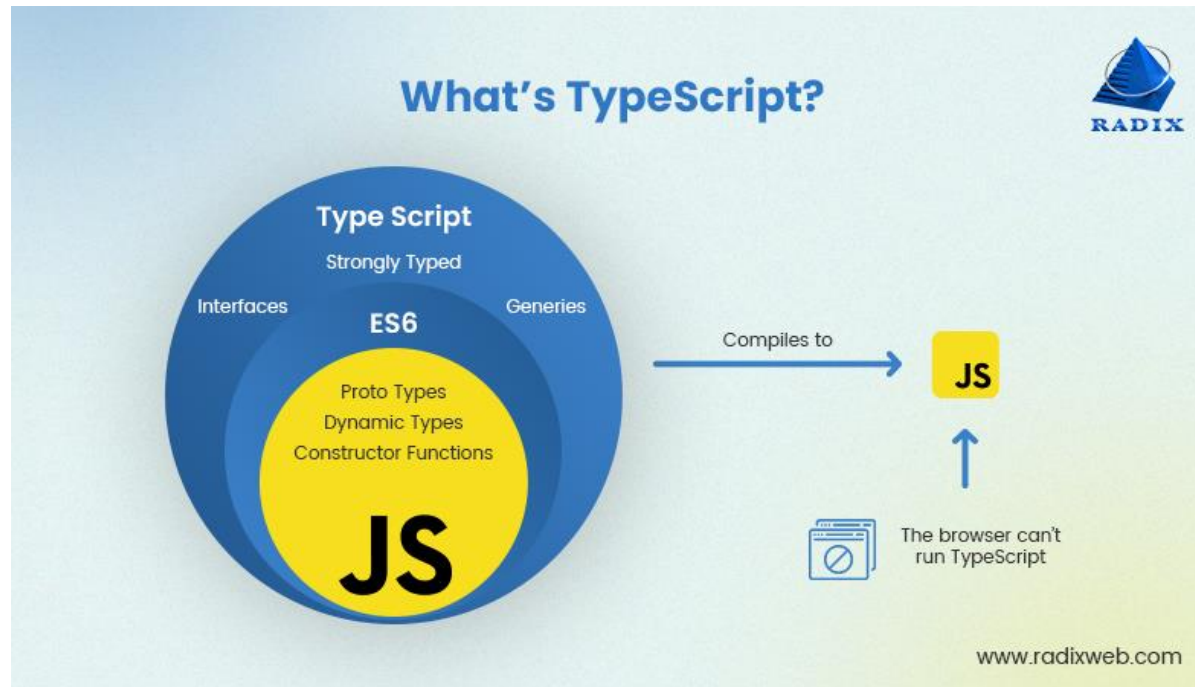 What's TypeScript?
RADIX
Type Script
Strongly Typed
Interfaces
Generies
ES6
Proto Types
Dynamic Types
Constructor Functions
JS
Compiles to
JS
The browser can't
run TypeScript
www.radixweb.com